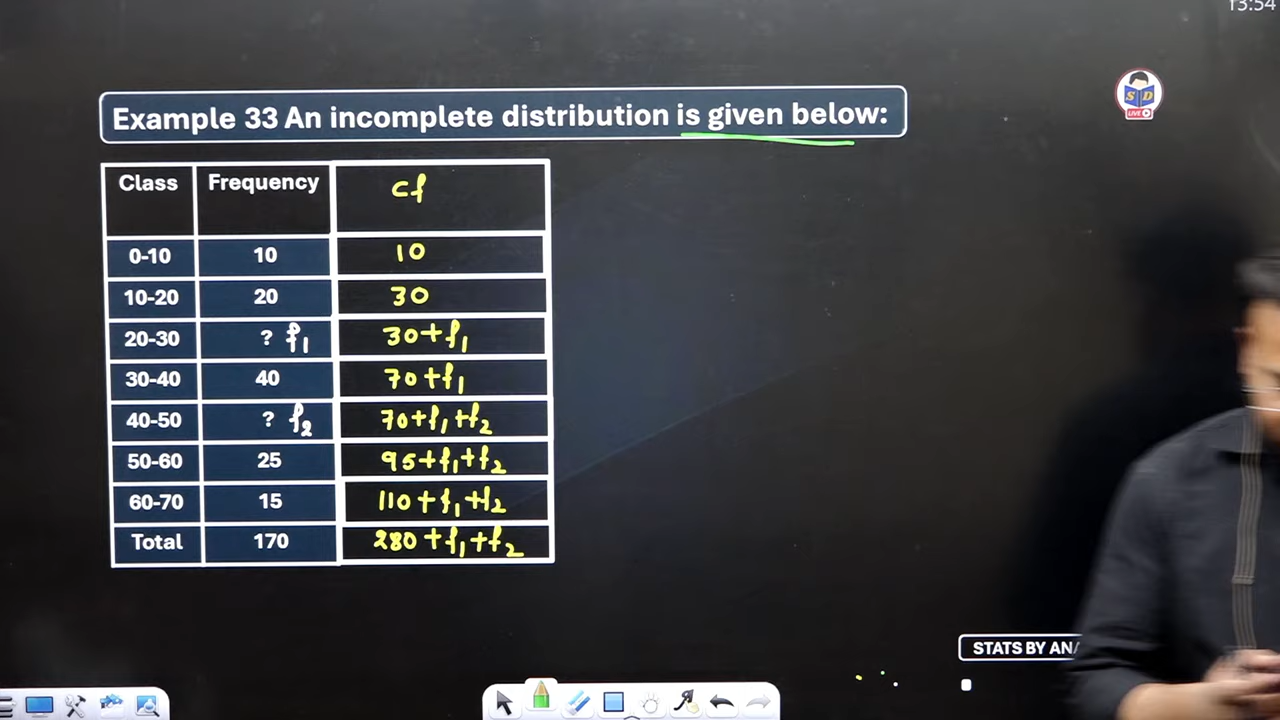 13:54
Example 33 An incomplete distribution is given below:
S D
LIVE
Class Frequency cf
0-10 10 10
10-20 20 30
20-30 ? f₁ 30+f₁
30-40 40 70+f₁
40-50 ? f₂ 70+f₁+f₂
50-60 25 95+f₁+f₂
60-70 15 110+f₁+f₂
Total 170 280+f₁+f₂
STATS BY